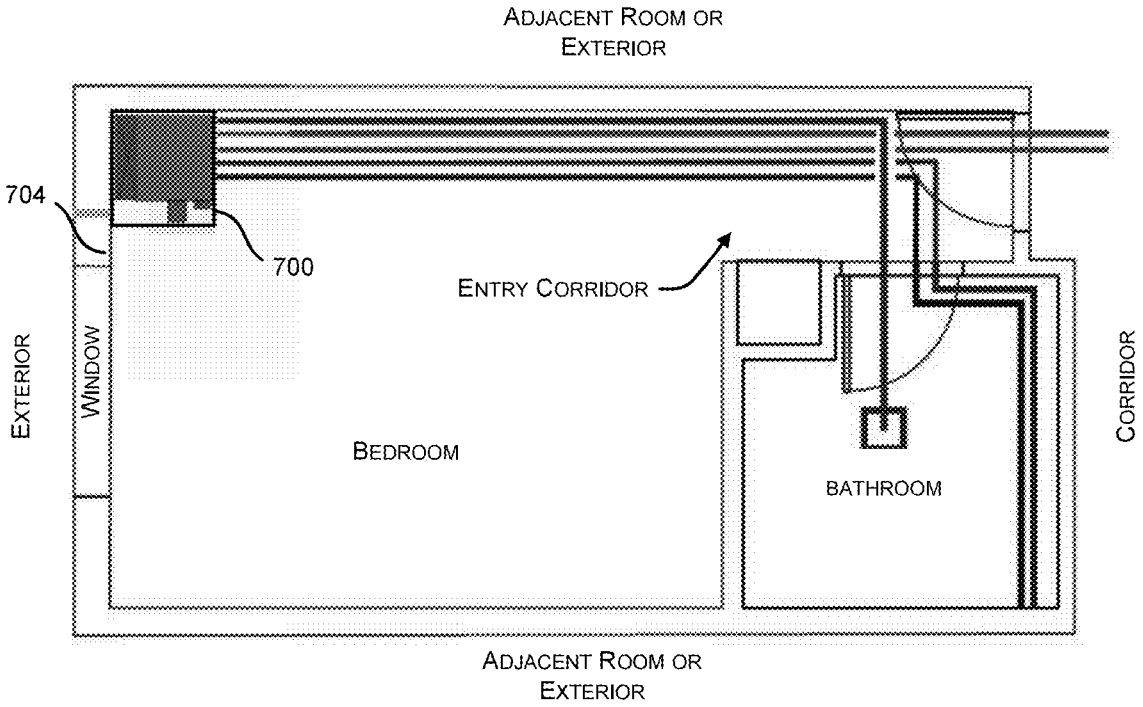 ADJACENT ROOM OR
EXTERIOR
704
700
ENTRY CORRIDOR
EXTERIOR
WINDOW
CORRIDOR
BEDROOM
BATHROOM
ADJACENT ROOM OR
EXTERIOR